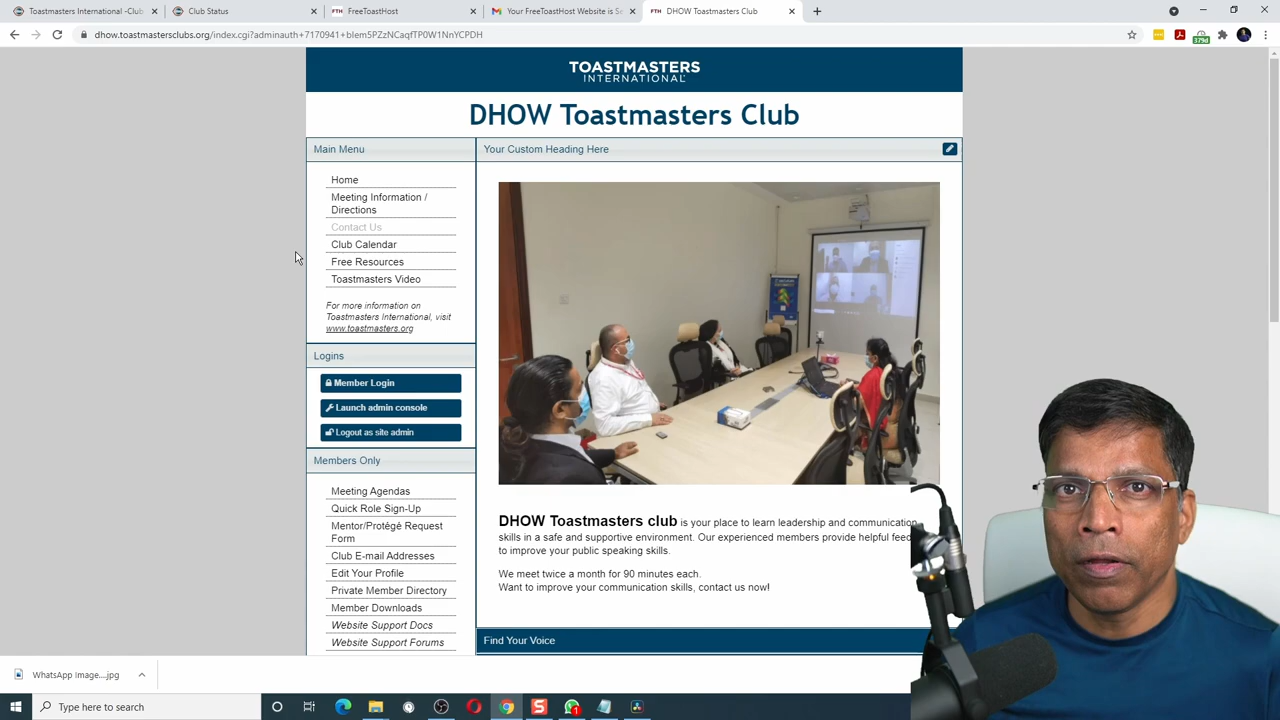 Toastmasters International -Club
Club Status
FreeToastHost
Your FreeToastHost Website is Se
DHOW Toastmasters Club
dhow.toastmastersclubs.org/index.cgi?adminauth+7170941+blem5PZzNCaqfTP0W1NnYCPDH
379d
TOASTMASTERS
INTERNATIONAL
DHOW Toastmasters Club
Main Menu
Your Custom Heading Here
Home
Meeting Information /
Directions
Contact Us
Club Calendar
Free Resources
Toastmasters Video
For more information on
Toastmasters International, visit
www.toastmasters.org
Logins
Member Login
Launch admin console
Logout as site admin
Members Only
Meeting Agendas
Quick Role Sign-Up
Mentor/Protégé Request
Form
Club E-mail Addresses
Edit Your Profile
Private Member Directory
Member Downloads
Website Support Docs
Website Support Forums
DHOW Toastmasters club is your place to learn leadership and communication
skills in a safe and supportive environment. Our experienced members provide helpful feed
to improve your public speaking skills.
We meet twice a month for 90 minutes each.
Want to improve your communication skills, contact us now!
Find Your Voice
WhatsApp Image....jpg
Type here to search